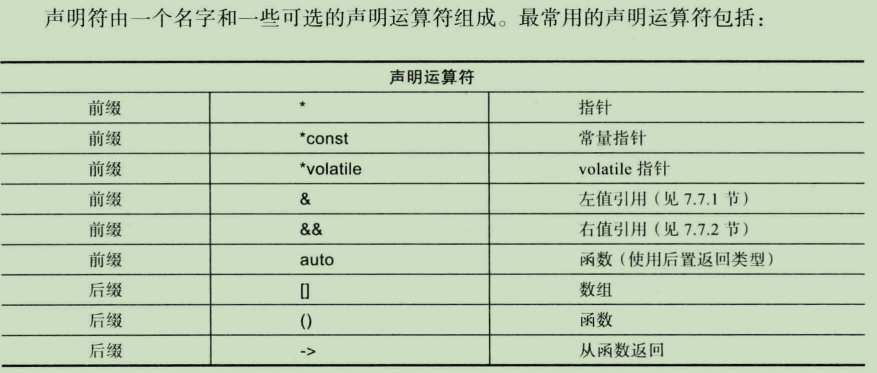 声明符由一个名字和一些可选的声明运算符组成。最常用的声明运算符包括：
声明运算符
前缀 * 指针
前缀 *const 常量指针
前缀 *volatile volatile 指针
前缀 & 左值引用（见 7.7.1 节）
前缀 && 右值引用（见 7.7.2 节）
前缀 auto 函数（使用后置返回类型）
后缀 [] 数组
后缀 () 函数
后缀 -> 从函数返回